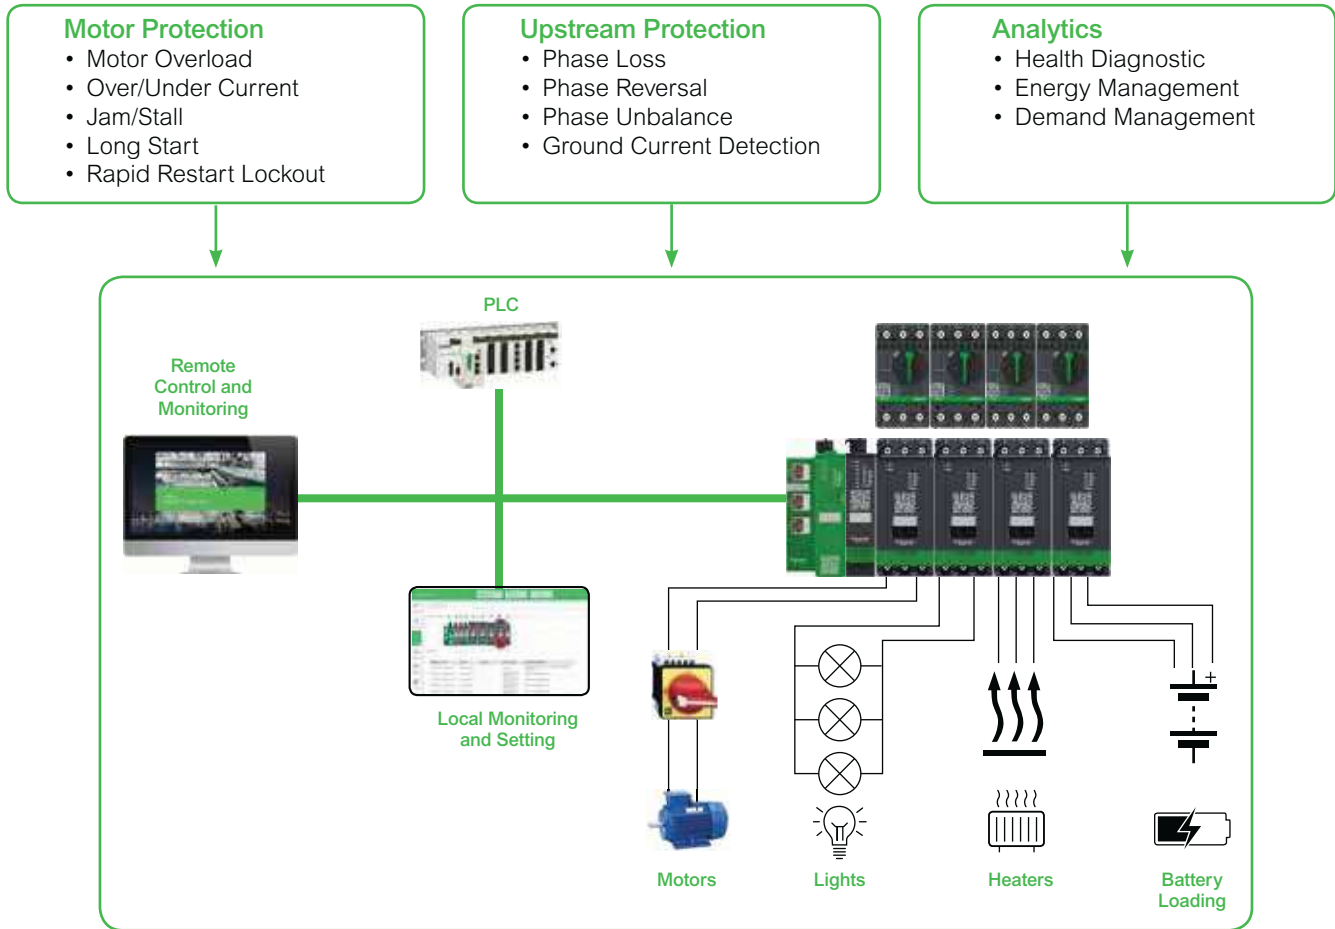 Motor Protection
• Motor Overload
• Over/Under Current
• Jam/Stall
• Long Start
• Rapid Restart Lockout
Upstream Protection
• Phase Loss
• Phase Reversal
• Phase Unbalance
• Ground Current Detection
Analytics
• Health Diagnostic
• Energy Management
• Demand Management
PLC
Remote
Control and
Monitoring
Local Monitoring
and Setting
+
Motors
Lights
Heaters
Battery
Loading